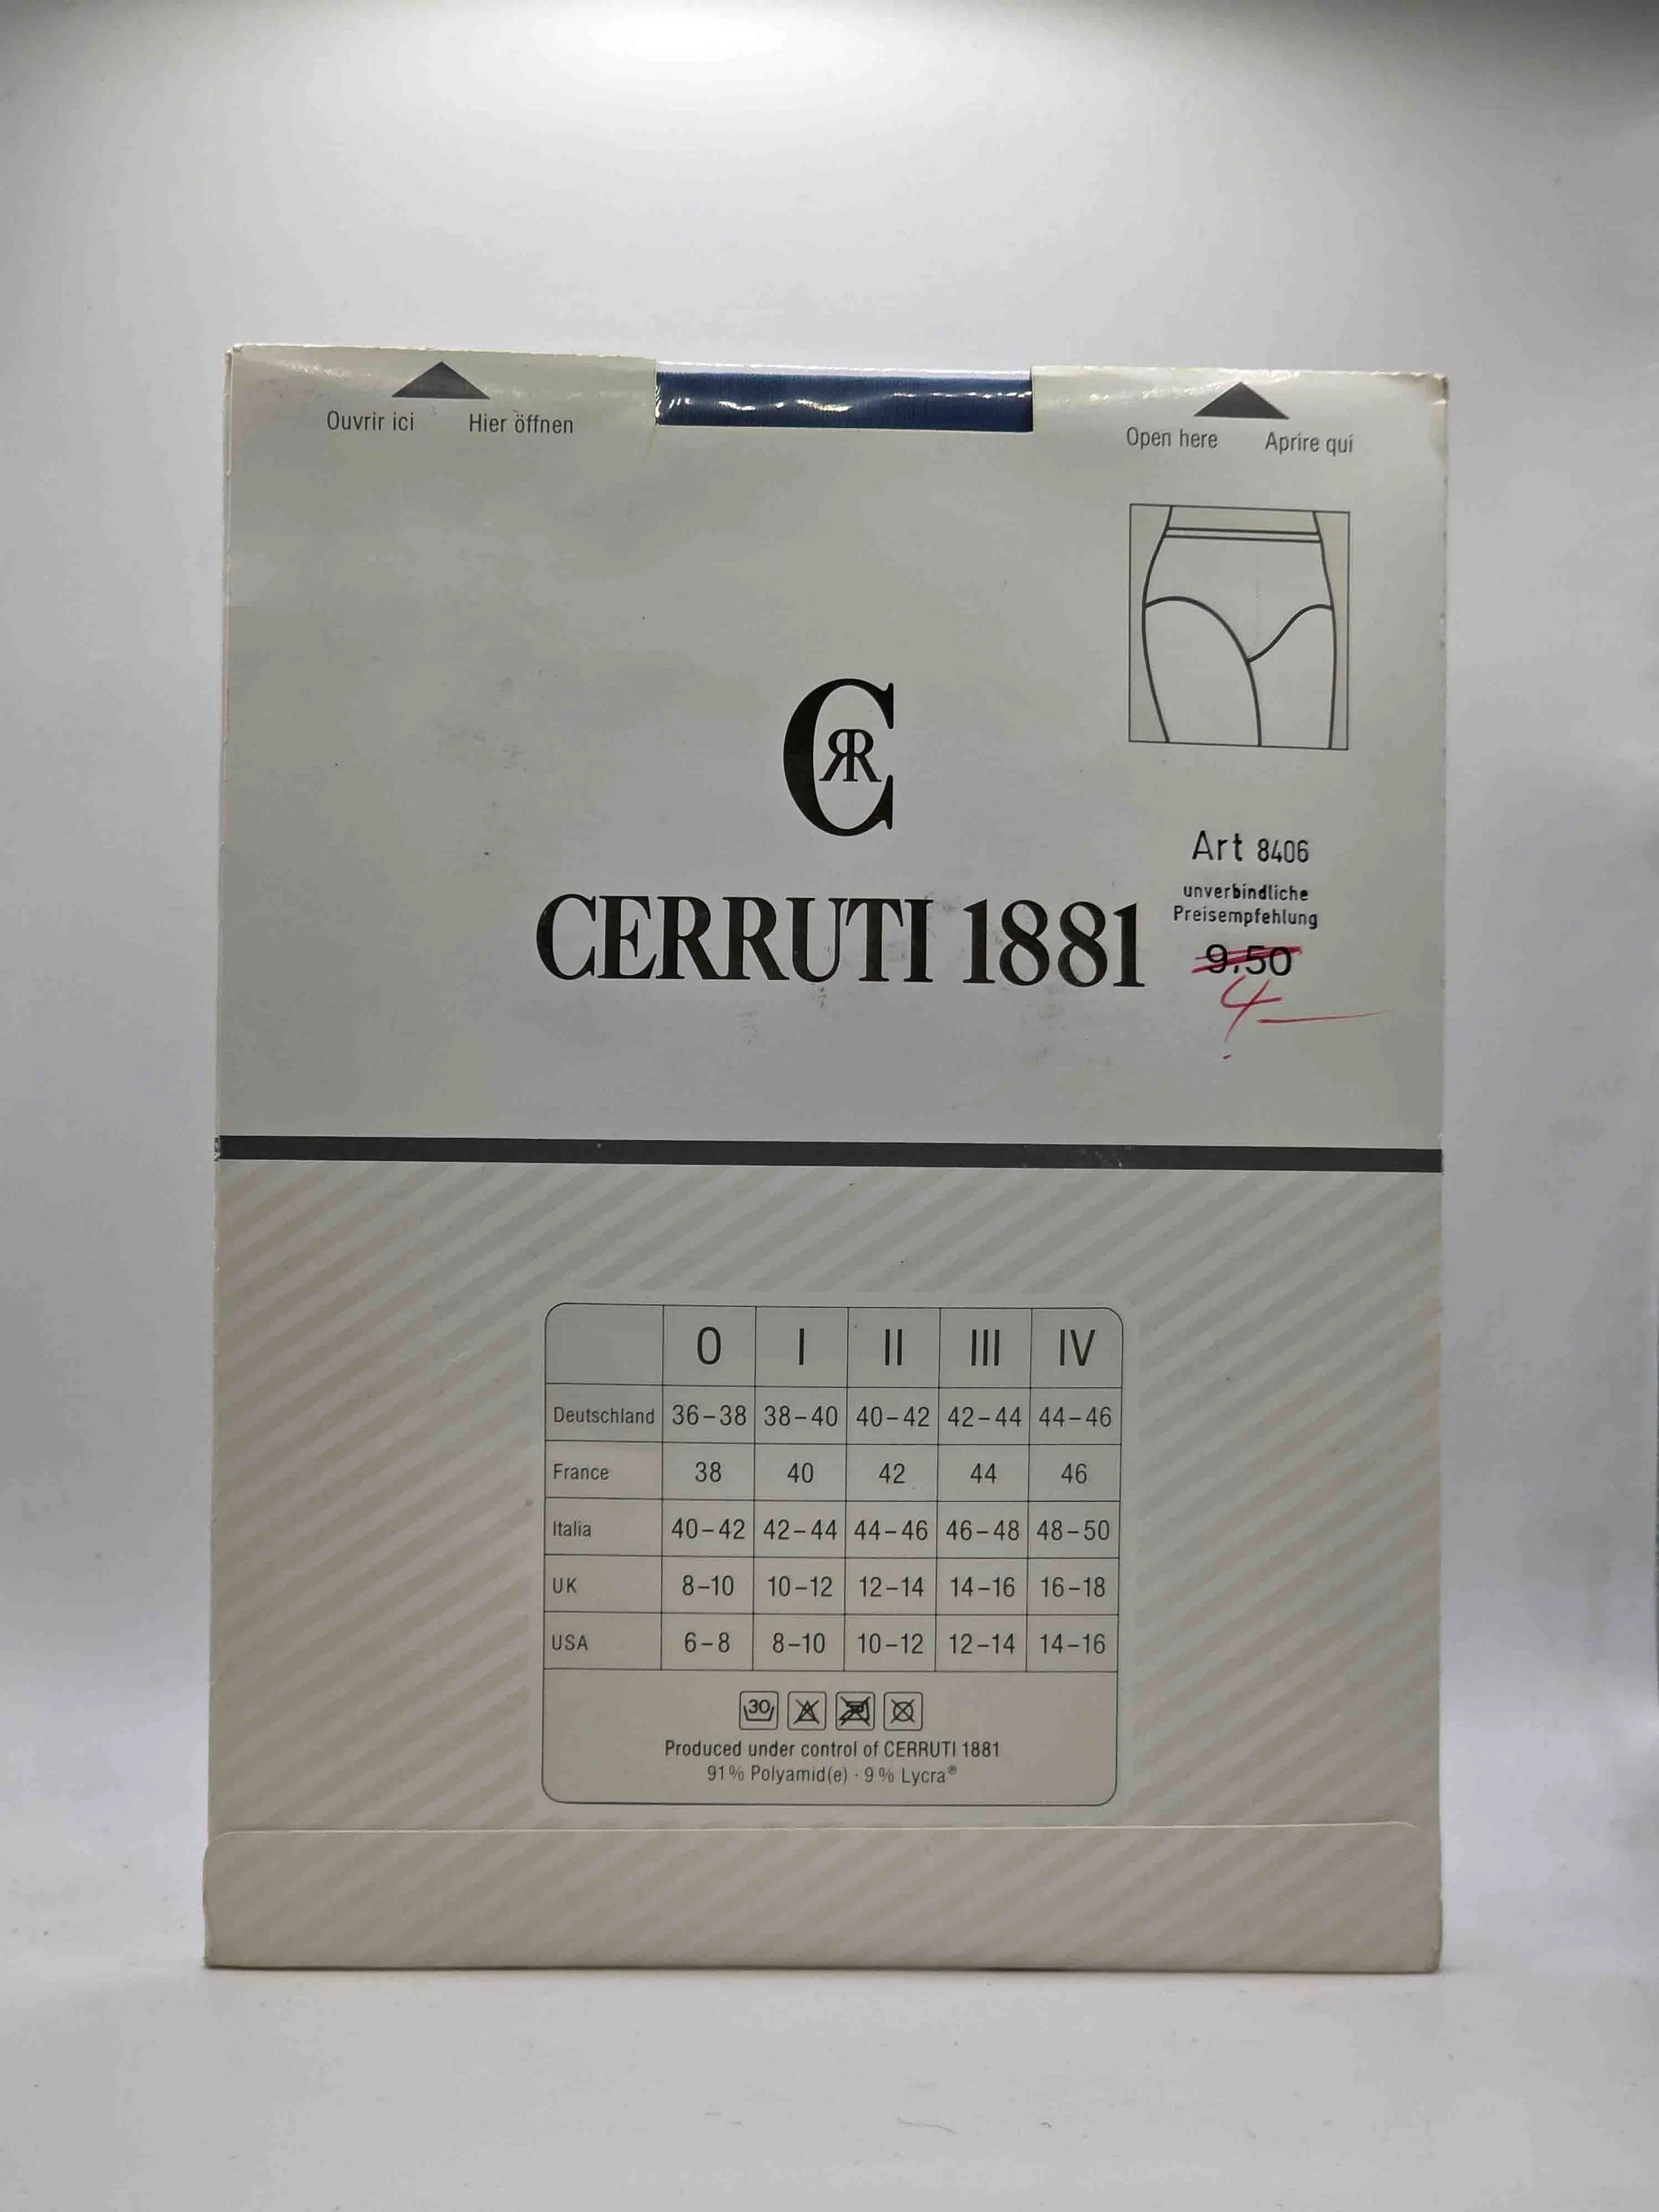 Ouvrir ici Hier öffnen
Open here Aprire quí
CRR
CERRUTI 1881
Art 8406
unverbindliche
Preisempfehlung
9.50
4_
0 I II III IV
Deutschland 36–38 38–40 40–42 42–44 44–46
France 38 40 42 44 46
Italia 40–42 42–44 44–46 46–48 48–50
UK 8–10 10–12 12–14 14–16 16–18
USA 6–8 8–10 10–12 12–14 14–16
30
Produced under control of CERRUTI 1881
91% Polyamid(e) · 9% Lycra®